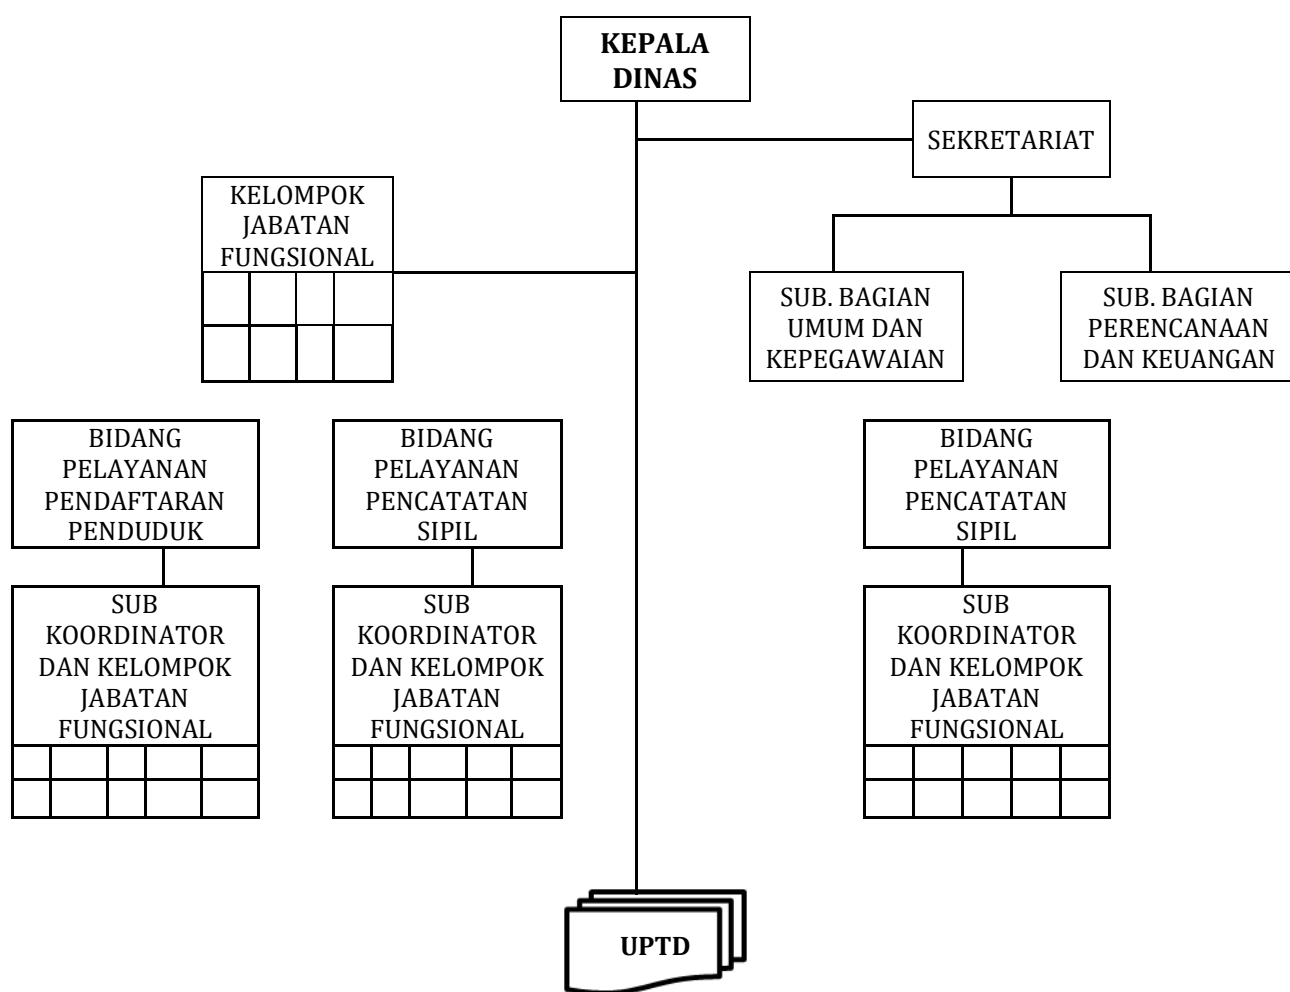 KEPALA
DINAS
SEKRETARIAT
KELOMPOK
JABATAN
FUNGSIONAL
SUB. BAGIAN
UMUM DAN
KEPEGAWAIAN
SUB. BAGIAN
PERENCANAAN
DAN KEUANGAN
BIDANG
PELAYANAN
PENDAFTARAN
PENDUDUK
BIDANG
PELAYANAN
PENCATATAN
SIPIL
BIDANG
PELAYANAN
PENCATATAN
SIPIL
SUB
KOORDINATOR
DAN KELOMPOK
JABATAN
FUNGSIONAL
SUB
KOORDINATOR
DAN KELOMPOK
JABATAN
FUNGSIONAL
SUB
KOORDINATOR
DAN KELOMPOK
JABATAN
FUNGSIONAL
UPTD